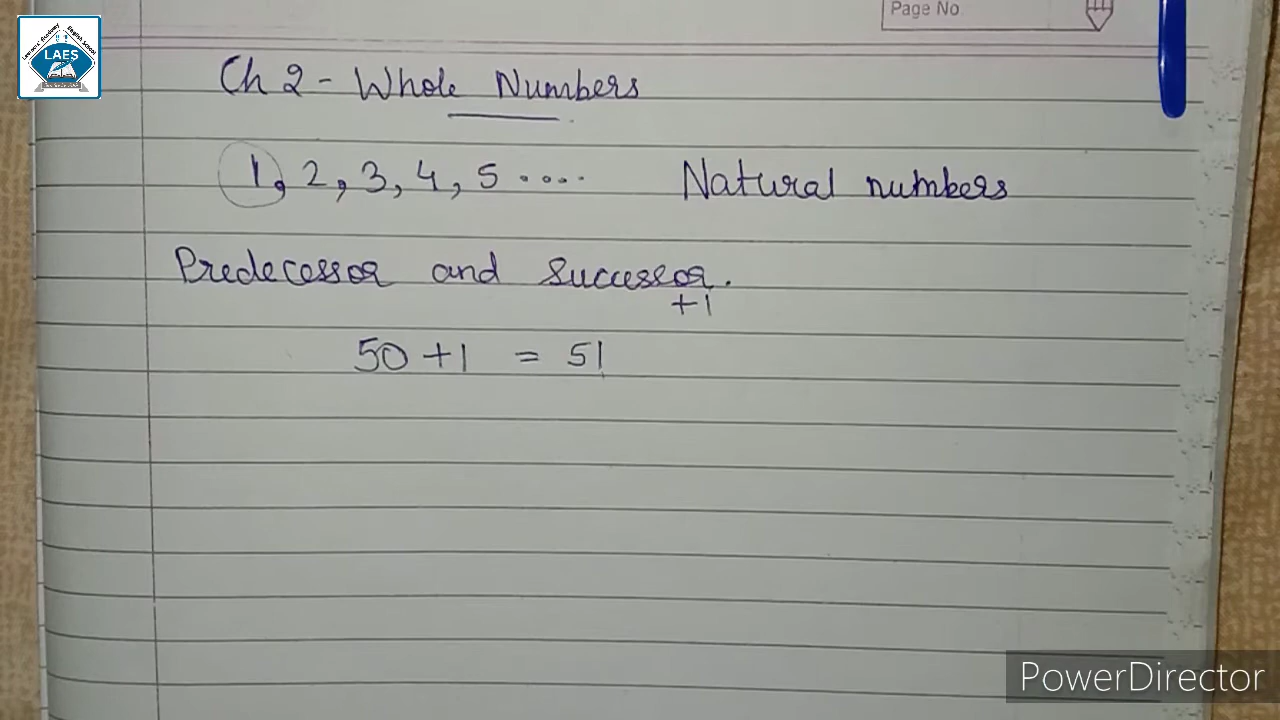 Page No
LAES
Ch 2 - Whole Numbers
1, 2, 3, 4, 5 ..... Natural numbers
Predecessor and successor.
+1
50 +1 = 51
PowerDirector